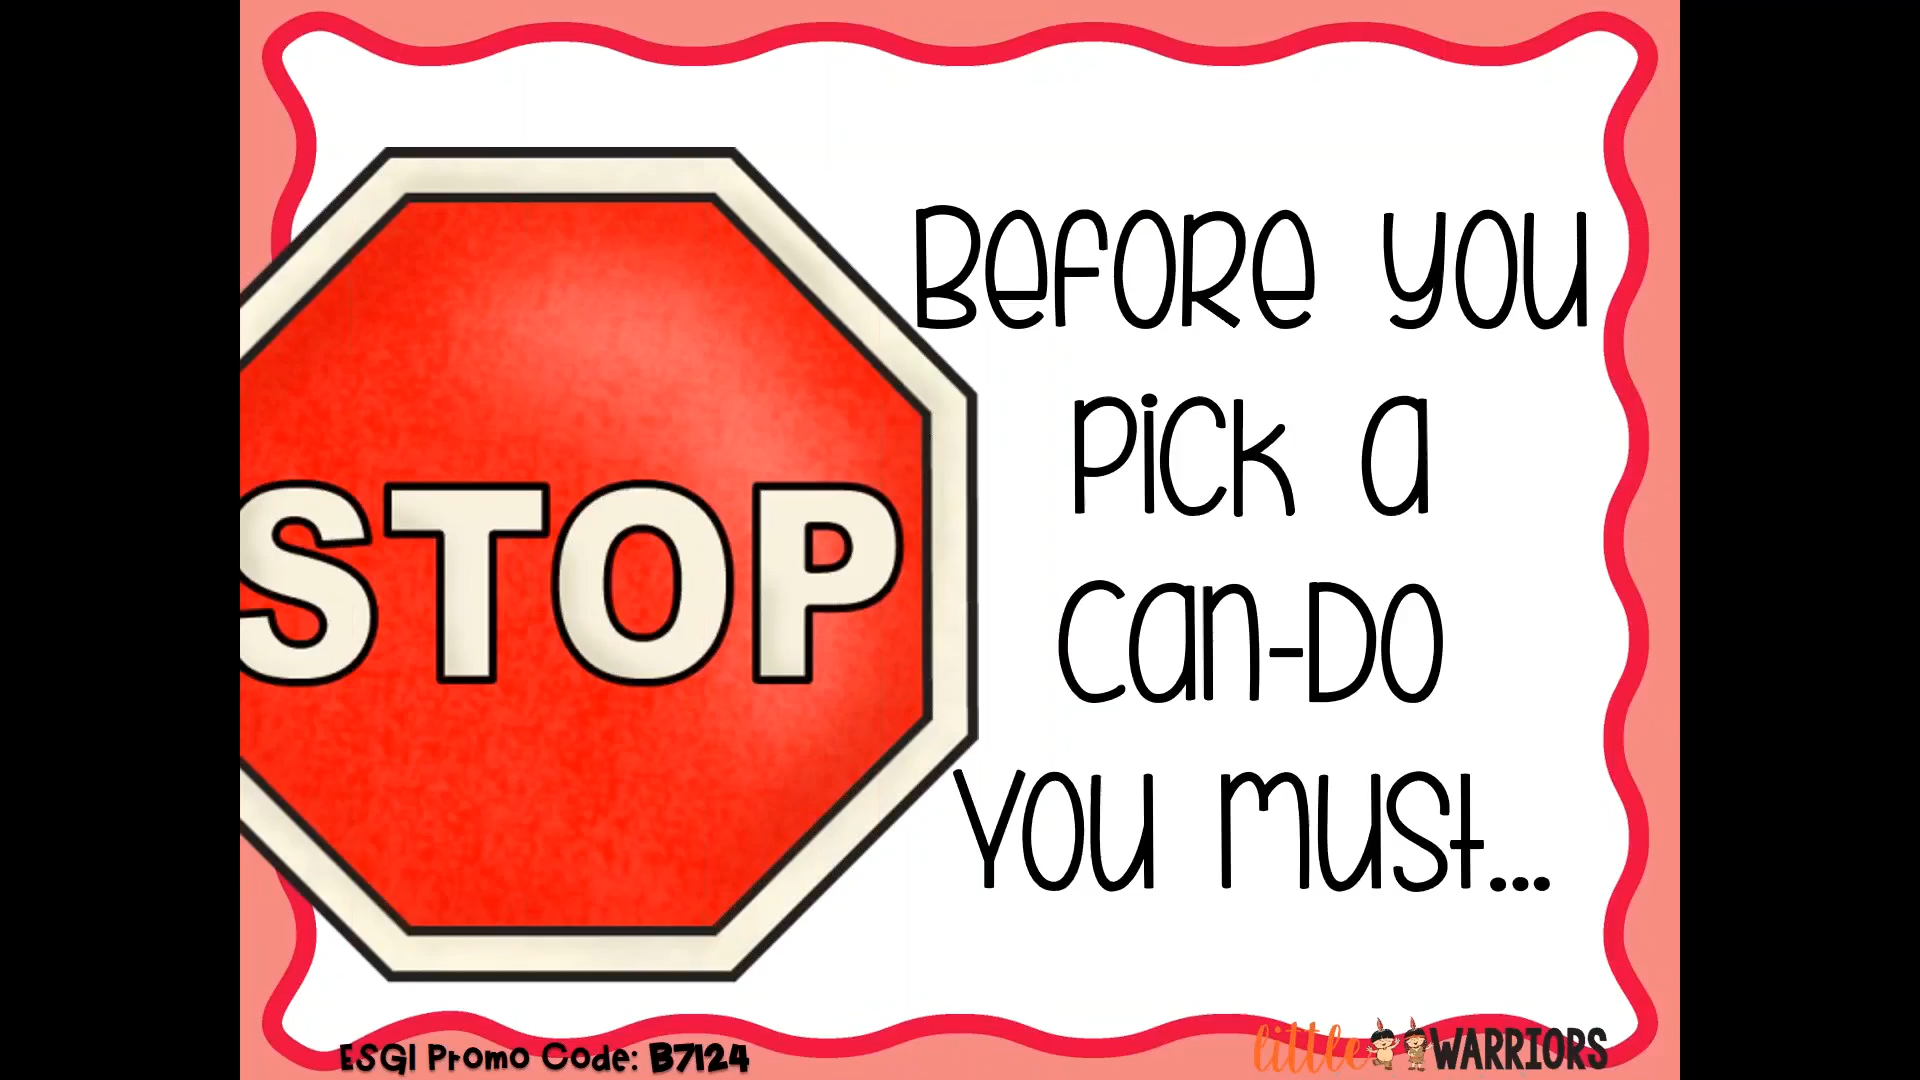 STOP
Before you
pick a
can-do
you must...
ESGI Promo Code: B7124
little WARRIORS